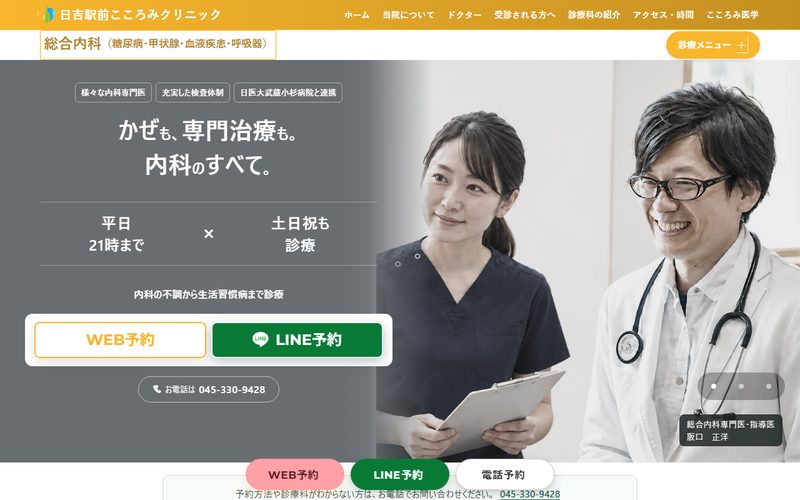 日吉駅前こころみクリニック
ホーム 当院について ドクター 受診される方へ 診療科の紹介 アクセス・時間 こころみ医学
総合内科（糖尿病・甲状腺・血液疾患・呼吸器）
診療メニュー
様々な内科専門医 充実した検査体制 日医大武蔵小杉病院と連携
かぜも、専門治療も。
内科のすべて。
平日
21時まで
×
土日祝も
診療
内科の不調から生活習慣病まで診療
WEB予約 LINE LINE予約
お電話は 045-330-9428
総合内科専門医・指導医
阪口 正洋
WEB予約 LINE予約 電話予約
予約方法や診療科がわからない方は、お電話でお問い合わせください。 045-330-9428